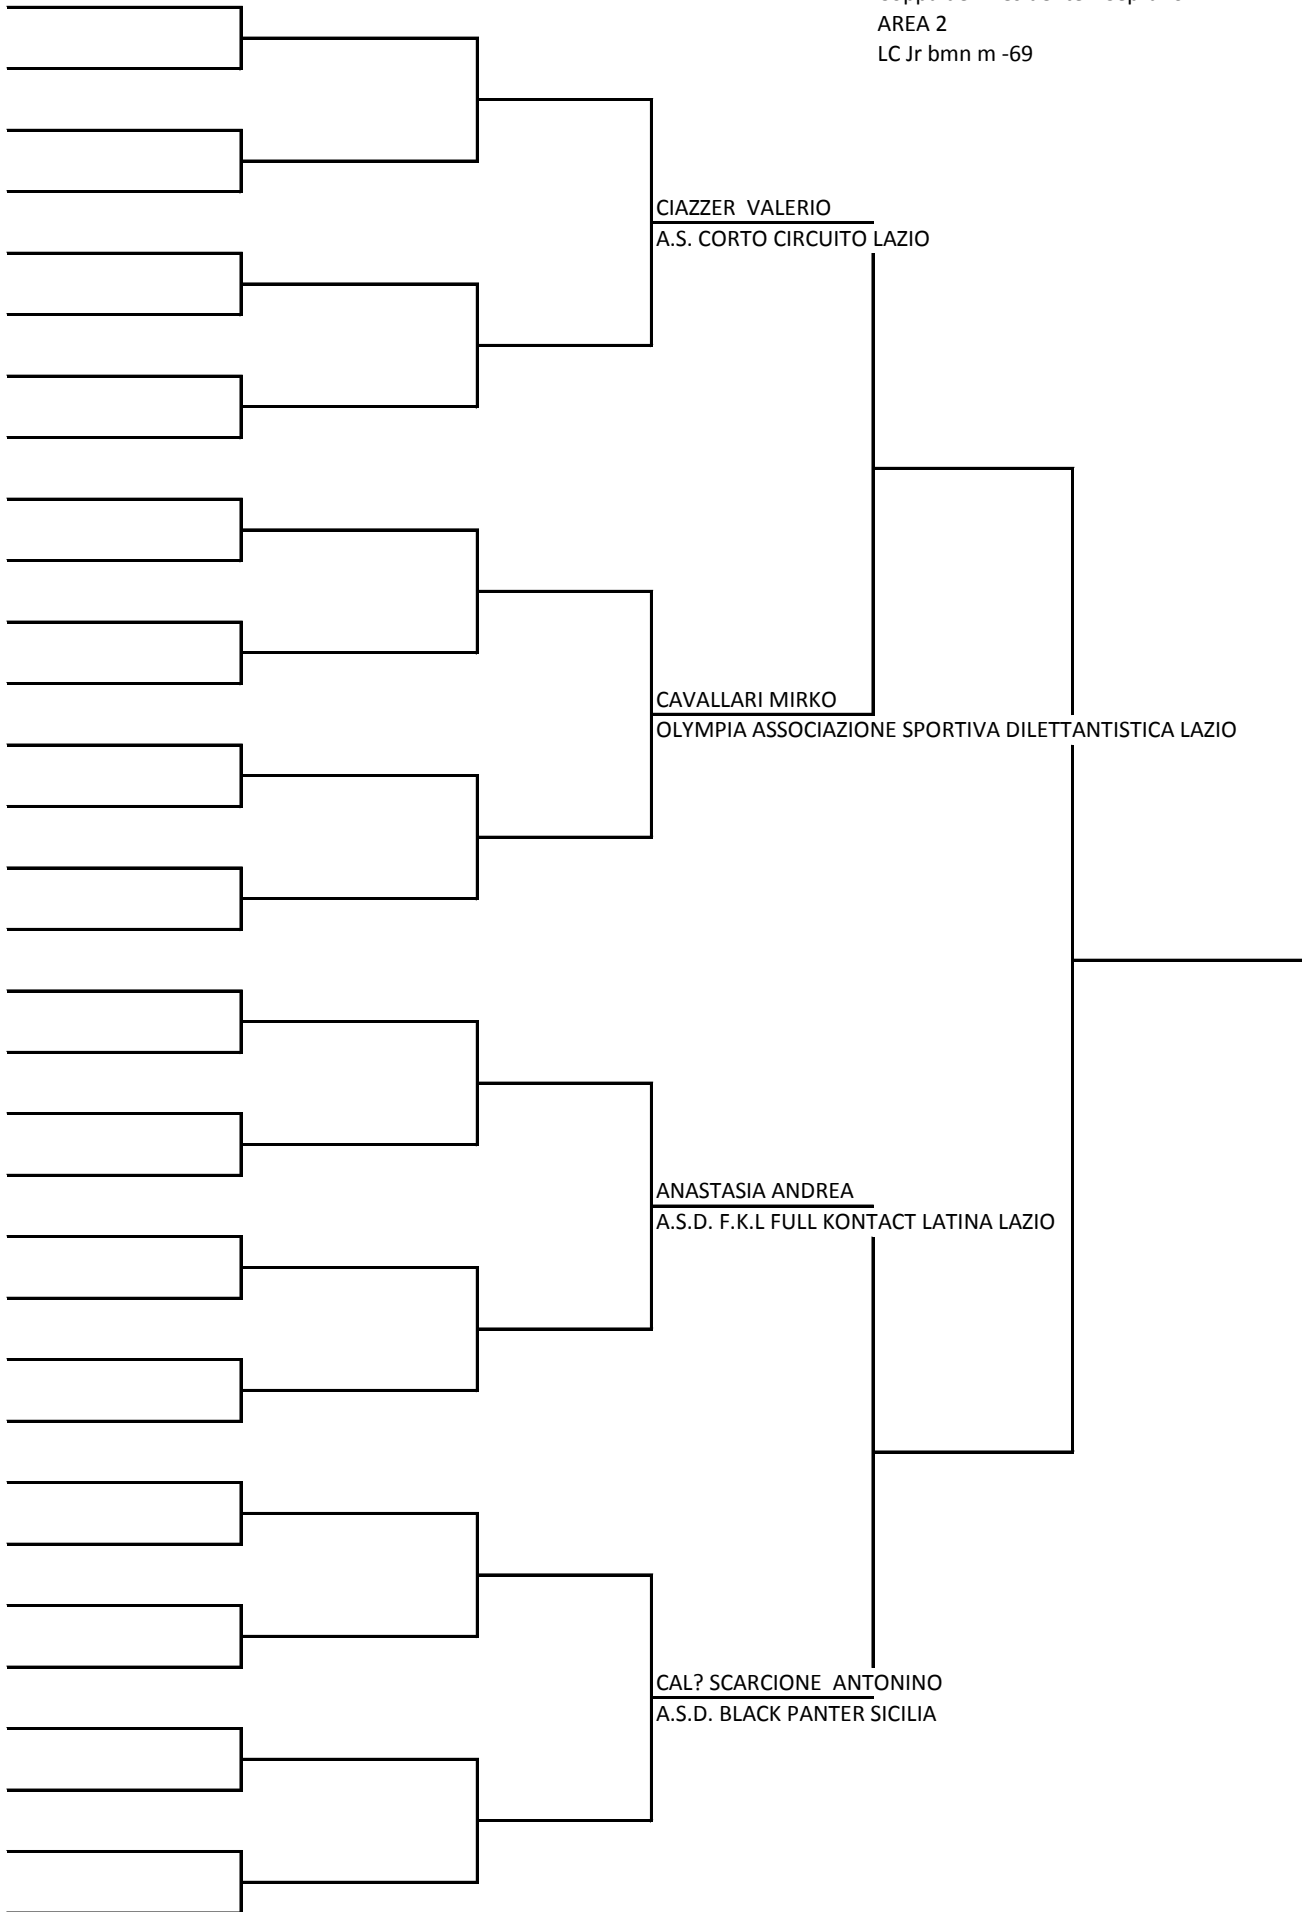 AREA 2
LC Jr bmn m -69
CIAZZER  VALERIO
A.S. CORTO CIRCUITO LAZIO
CAVALLARI MIRKO
OLYMPIA ASSOCIAZIONE SPORTIVA DILETTANTISTICA LAZIO
ANASTASIA ANDREA
A.S.D. F.K.L FULL KONTACT LATINA LAZIO
CAL? SCARCIONE  ANTONINO
A.S.D. BLACK PANTER SICILIA